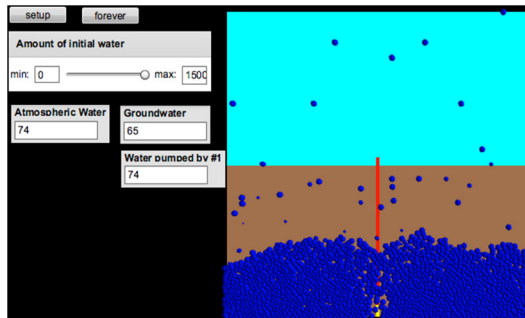 setup forever
Amount of initial water
min: 0 max: 1500
Atmospheric Water Groundwater
74 65
Water pumped by #1
74